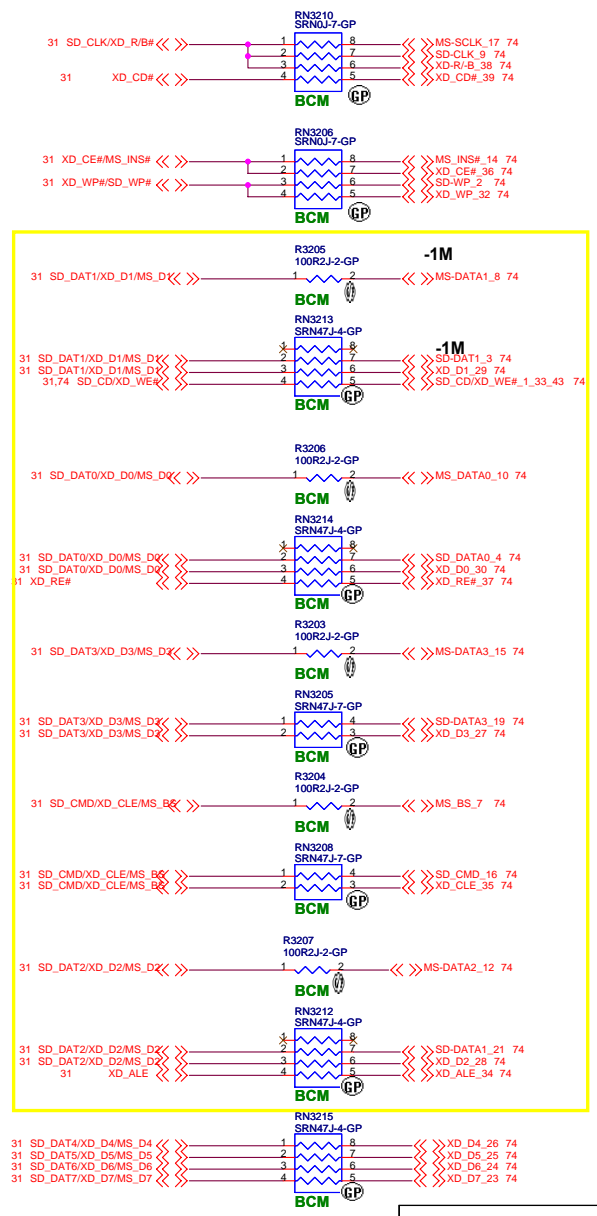 RN3210
SRN0J-7-GP
31 SD_CLK/XD_R/B# 1 8 MS-SCLK_17 74
2 7 SD-CLK_9 74
3 6 XD-R/-B_38 74
31 XD_CD# 4 5 XD_CD#_39 74
BCM GP
RN3206
SRN0J-7-GP
31 XD_CE#/MS_INS# 1 8 MS_INS#_14 74
2 7 XD_CE#_36 74
31 XD_WP#/SD_WP# 3 6 SD-WP_2 74
4 5 XD_WP_32 74
BCM GP
R3205
100R2J-2-GP
-1M
31 SD_DAT1/XD_D1/MS_D1 1 2 MS-DATA1_8 74
BCM
RN3213
SRN47J-4-GP
-1M
1 8
31 SD_DAT1/XD_D1/MS_D1 2 7 SD-DAT1_3 74
31 SD_DAT1/XD_D1/MS_D1 3 6 XD_D1_29 74
31,74 SD_CD/XD_WE# 4 5 SD_CD/XD_WE#_1_33_43 74
BCM GP
R3206
100R2J-2-GP
31 SD_DAT0/XD_D0/MS_D0 1 2 MS_DATA0_10 74
BCM
RN3214
SRN47J-4-GP
1 8
31 SD_DAT0/XD_D0/MS_D0 2 7 SD_DATA0_4 74
31 SD_DAT0/XD_D0/MS_D0 3 6 XD_D0_30 74
31 XD_RE# 4 5 XD_RE#_37 74
BCM GP
R3203
100R2J-2-GP
31 SD_DAT3/XD_D3/MS_D3 1 2 MS-DATA3_15 74
BCM
RN3205
SRN47J-7-GP
31 SD_DAT3/XD_D3/MS_D3 1 4 SD-DATA3_19 74
31 SD_DAT3/XD_D3/MS_D3 2 3 XD_D3_27 74
BCM GP
R3204
100R2J-2-GP
31 SD_CMD/XD_CLE/MS_BS 1 2 MS_BS_7 74
BCM
RN3208
SRN47J-7-GP
31 SD_CMD/XD_CLE/MS_BS 1 4 SD_CMD_16 74
31 SD_CMD/XD_CLE/MS_BS 2 3 XD_CLE_35 74
BCM GP
R3207
100R2J-2-GP
31 SD_DAT2/XD_D2/MS_D2 1 2 MS-DATA2_12 74
BCM
RN3212
SRN47J-4-GP
1 8
31 SD_DAT2/XD_D2/MS_D2 2 7 SD-DATA1_21 74
31 SD_DAT2/XD_D2/MS_D2 3 6 XD_D2_28 74
31 XD_ALE 4 5 XD_ALE_34 74
BCM GP
RN3215
SRN47J-4-GP
31 SD_DAT4/XD_D4/MS_D4 1 8 XD_D4_26 74
31 SD_DAT5/XD_D5/MS_D5 2 7 XD_D5_25 74
31 SD_DAT6/XD_D6/MS_D6 3 6 XD_D6_24 74
31 SD_DAT7/XD_D7/MS_D7 4 5 XD_D7_23 74
BCM GP